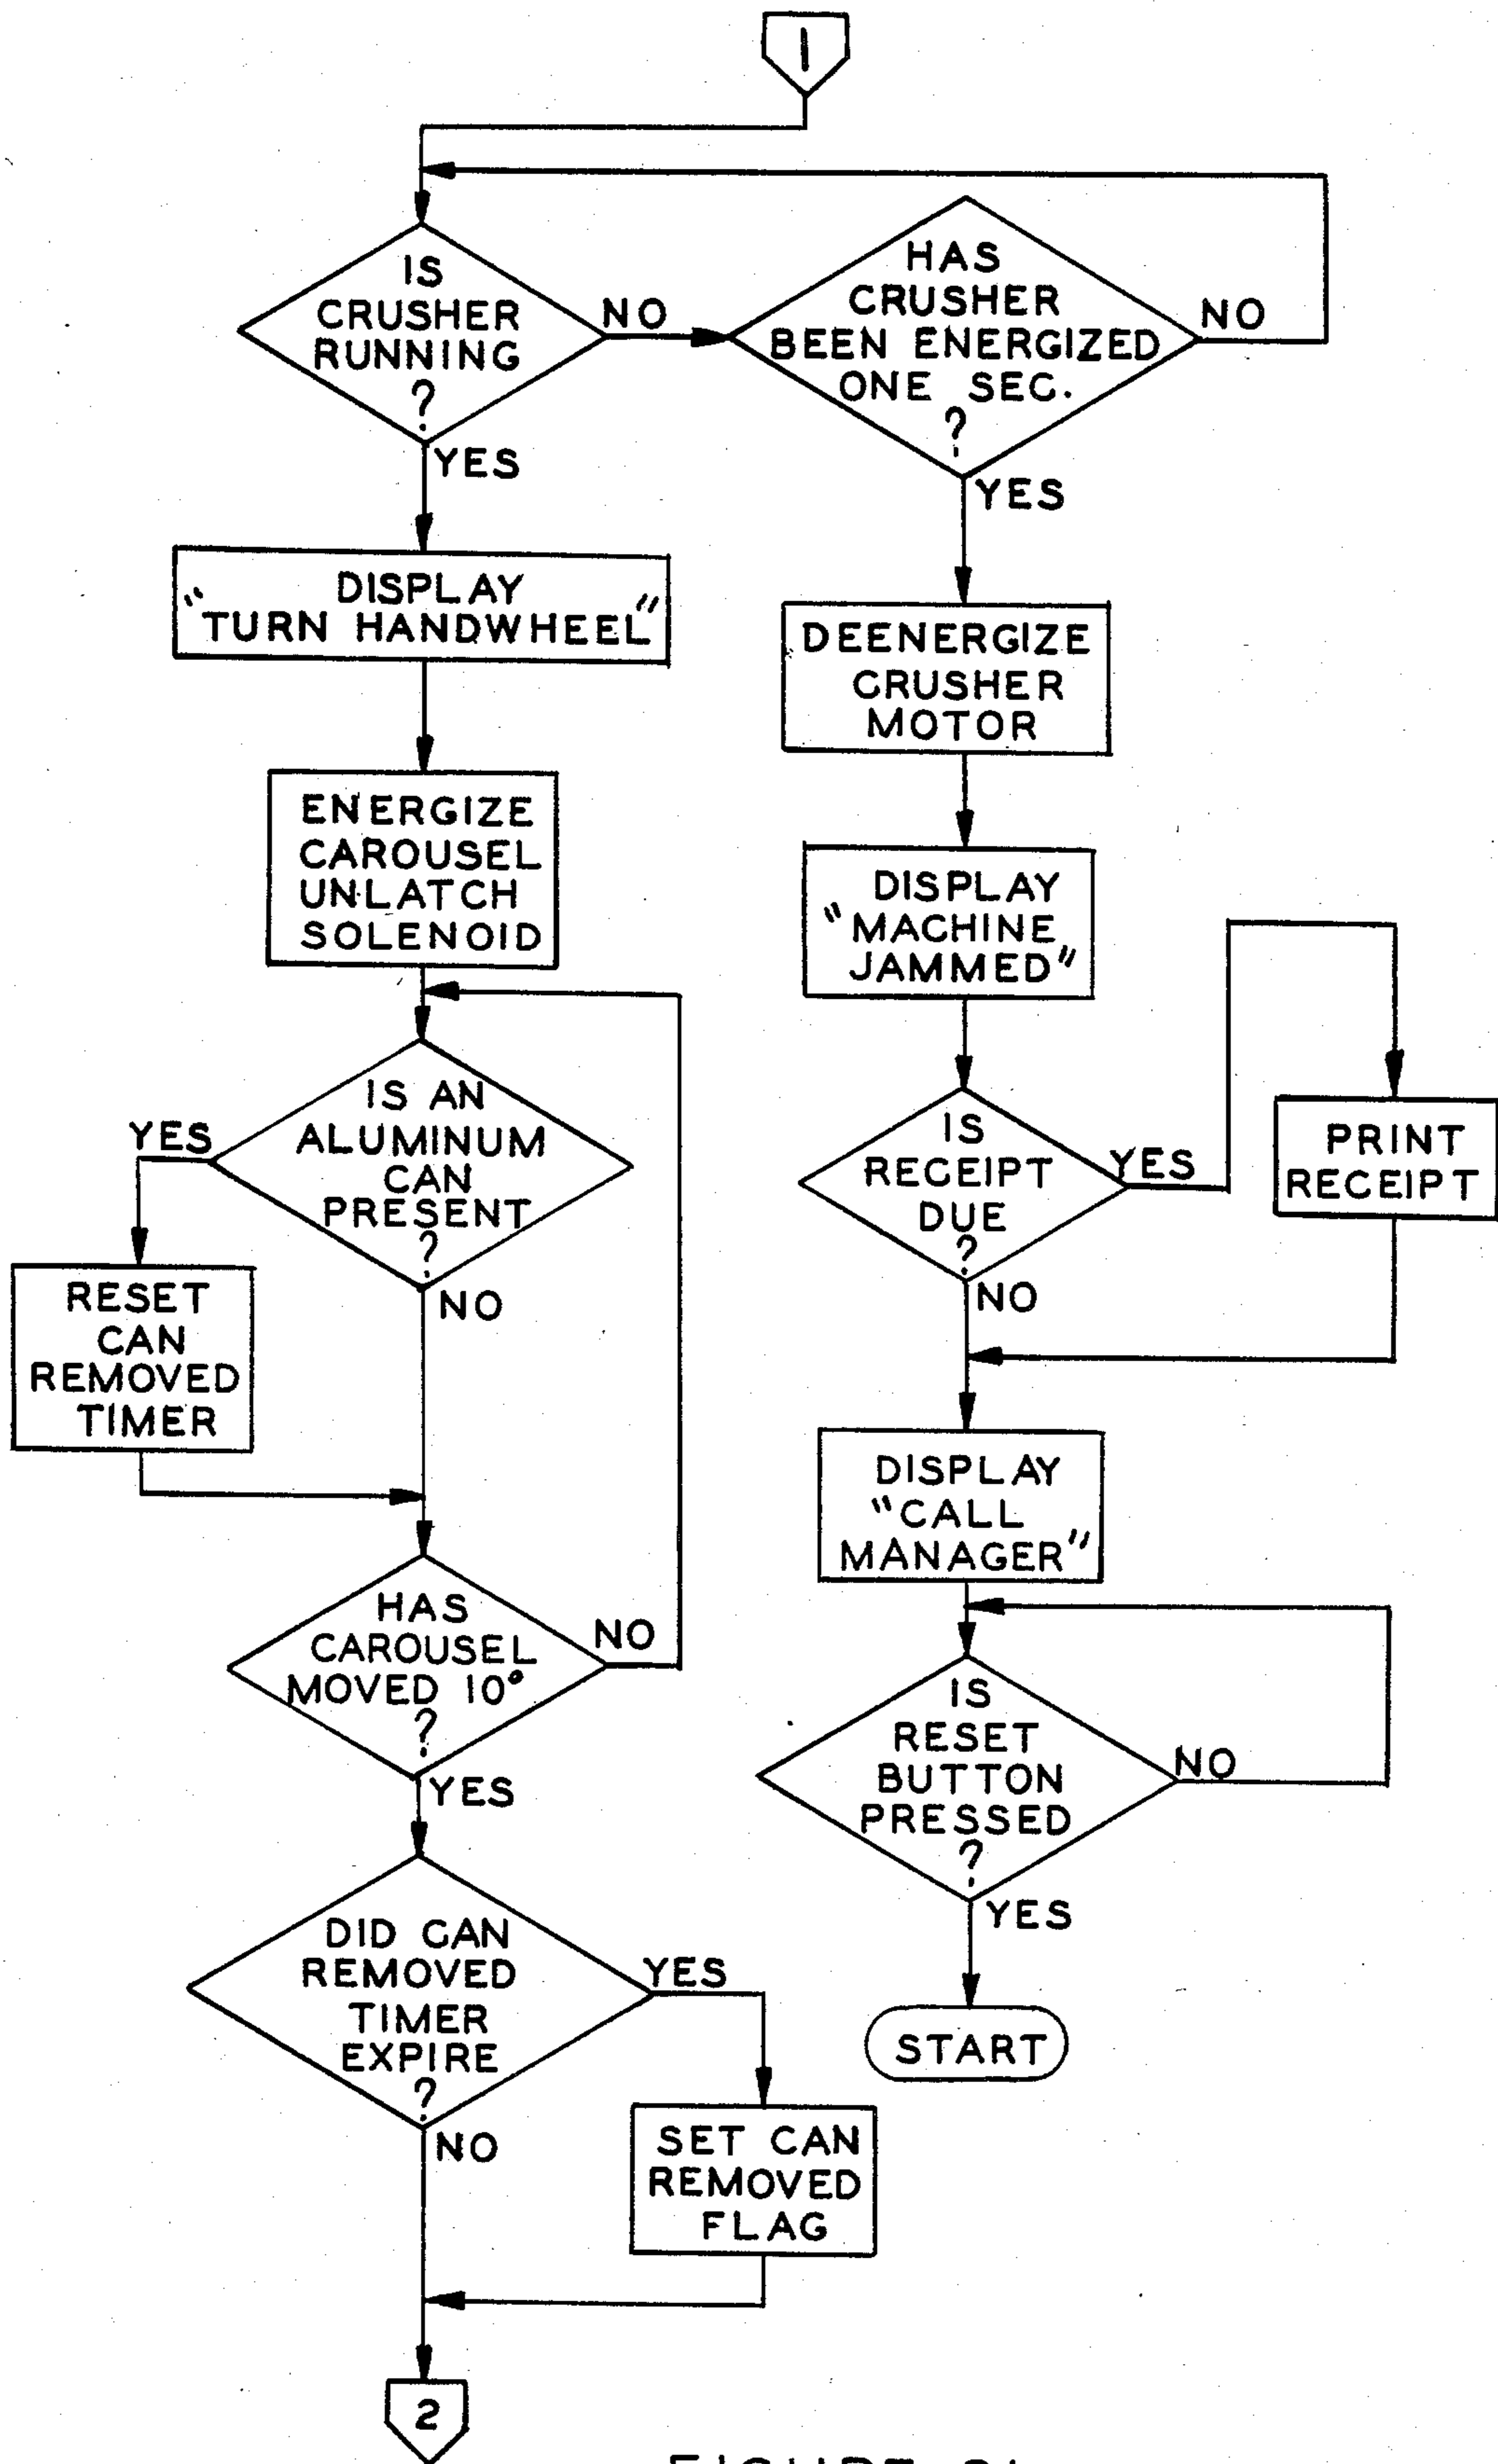 1
IS
CRUSHER
RUNNING
?
NO
YES
HAS
CRUSHER
BEEN ENERGIZED
ONE SEC.
?
NO
YES
DISPLAY
"TURN HANDWHEEL"
DEENERGIZE
CRUSHER
MOTOR
ENERGIZE
CAROUSEL
UNLATCH
SOLENOID
DISPLAY
"MACHINE
JAMMED"
IS AN
ALUMINUM
CAN
PRESENT
?
YES
NO
IS
RECEIPT
DUE
?
YES
NO
PRINT
RECEIPT
RESET
CAN
REMOVED
TIMER
DISPLAY
"CALL
MANAGER"
HAS
CAROUSEL
MOVED 10°
?
NO
YES
IS
RESET
BUTTON
PRESSED
?
NO
YES
DID CAN
REMOVED
TIMER
EXPIRE
?
YES
NO
START
SET CAN
REMOVED
FLAG
2